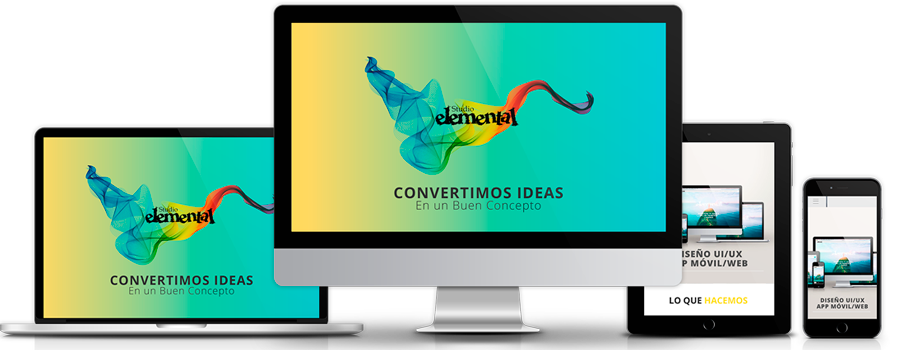 Studio
elemental
CONVERTIMOS IDEAS
En un Buen Concepto
Studio
elemental
CONVERTIMOS IDEAS
En un Buen Concepto
DISEÑO UI/UX
APP MÓVIL/WEB
LO QUE HACEMOS
DISEÑO UI/UX
APP MÓVIL/WEB